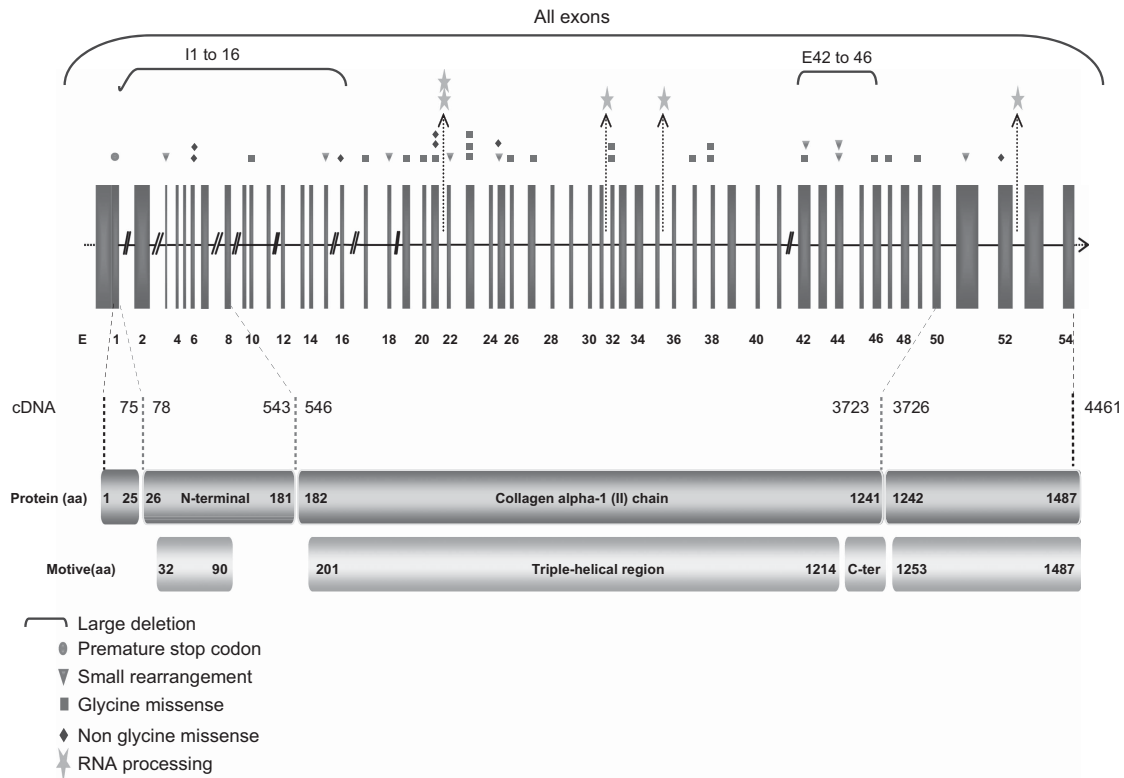 All exons
I1 to 16
E42 to 46
E 1 2 4 6 8 10 12 14 16 18 20 22 24 26 28 30 32 34 36 38 40 42 44 46 48 50 52 54
cDNA 75 78 543 546 3723 3726 4461
Protein (aa) 1 25 26 N-terminal 181 182 Collagen alpha-1 (II) chain 1241 1242 1487
Motive(aa) 32 90 201 Triple-helical region 1214 C-ter 1253 1487
Large deletion
Premature stop codon
Small rearrangement
Glycine missense
Non glycine missense
RNA processing